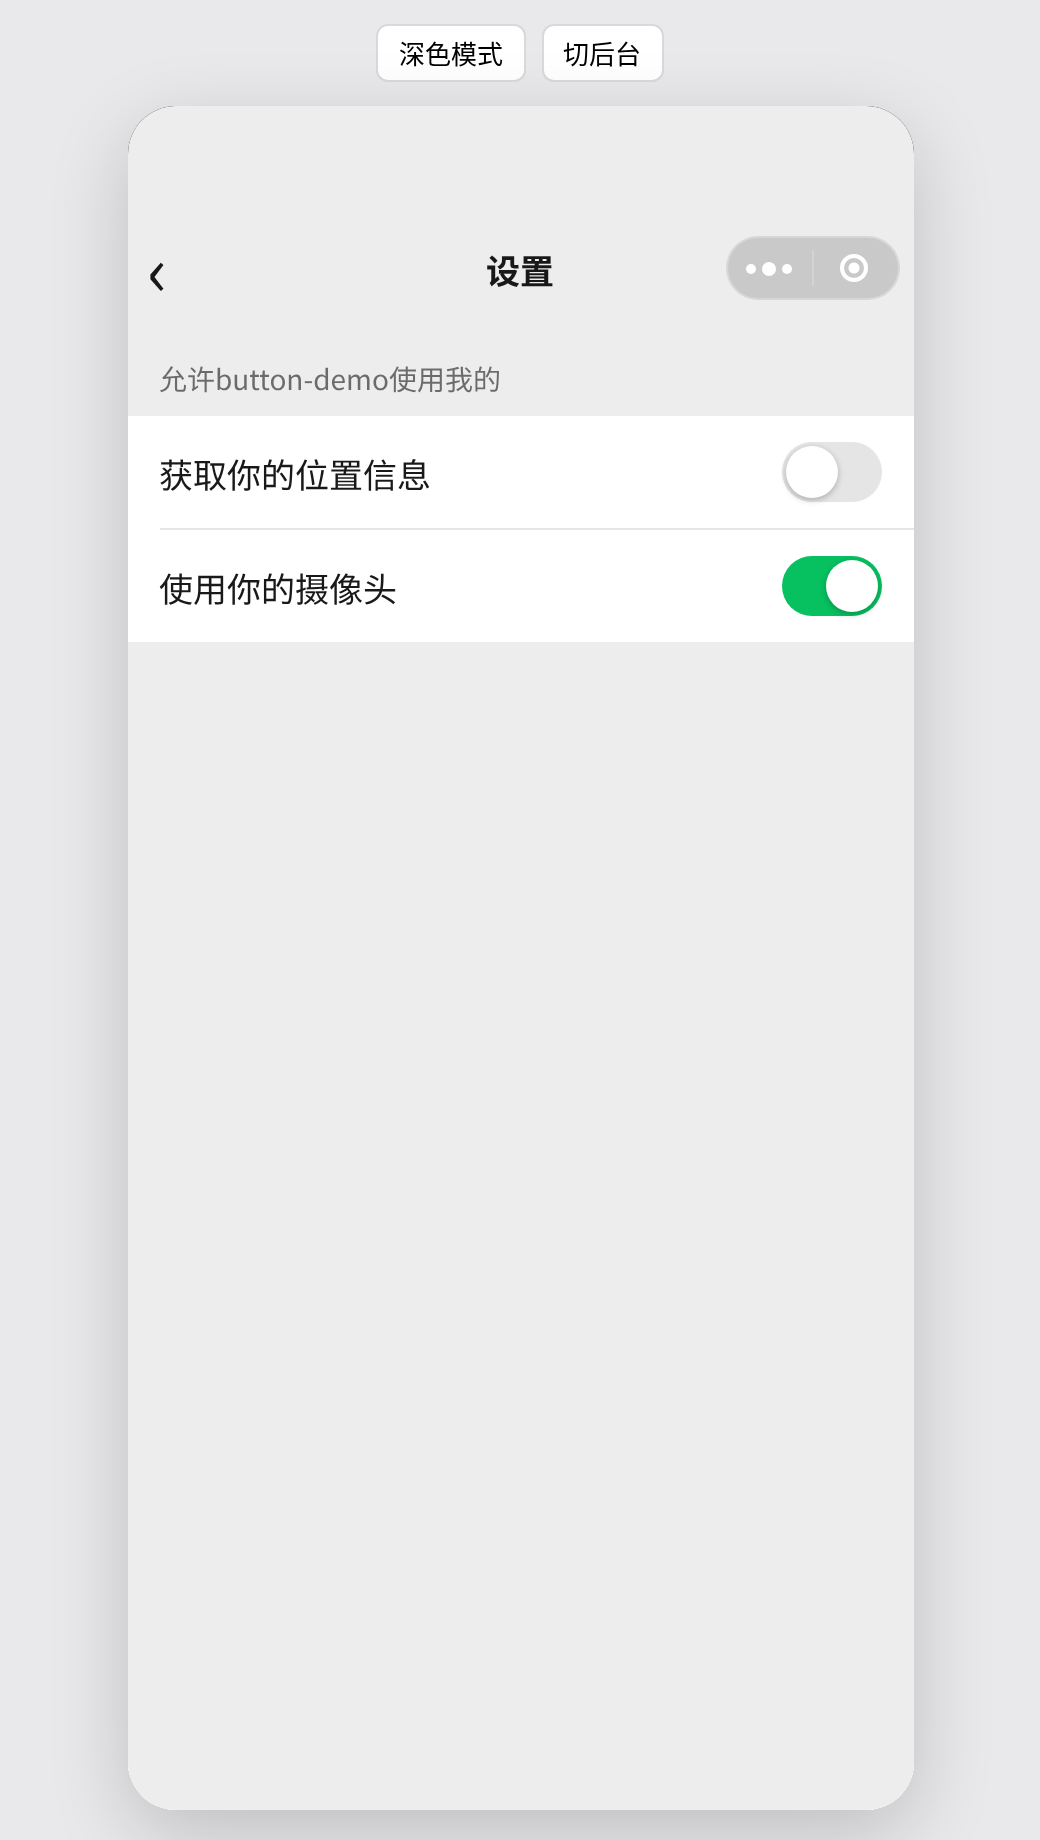 深色模式 切后台
设置
允许button-demo使用我的
获取你的位置信息
使用你的摄像头